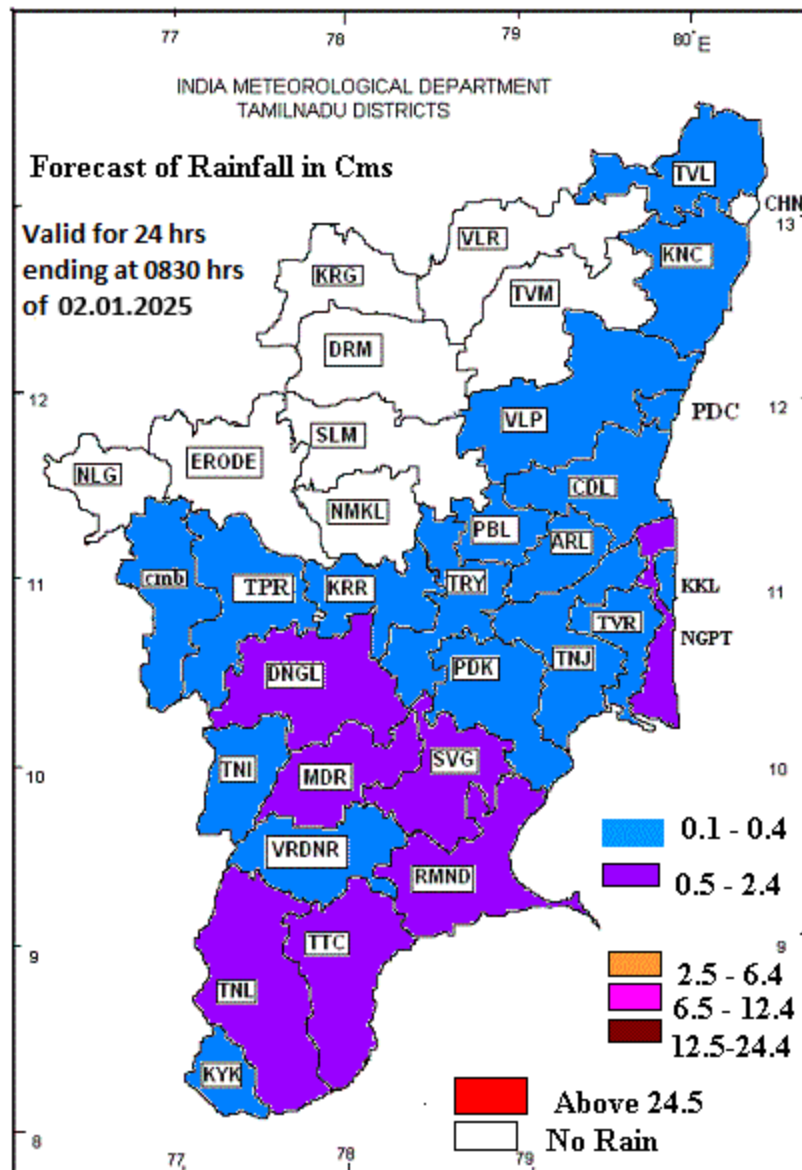 77 78 79 80°E
INDIA METEOROLOGICAL DEPARTMENT
TAMILNADU DISTRICTS
Forecast of Rainfall in Cms
TVL
CHN
13
Valid for 24 hrs
ending at 0830 hrs
of 02.01.2025
VLR
KNC
KRG
TVM
DRM
12
12
PDC
VLP
SLM
ERODE
NLG
CDL
NMKL
PBL
ARL
11
cmb
TPR
KRR
TRY
KKL
11
TVR
NGPT
DNGL
PDK
TNJ
10
TNI
MDR
SVG
10
0.1 - 0.4
VRDNR
RMND
0.5 - 2.4
9
TTC
9
2.5 - 6.4
TNL
6.5 - 12.4
12.5-24.4
KYK
Above 24.5
8
No Rain
77 78 79